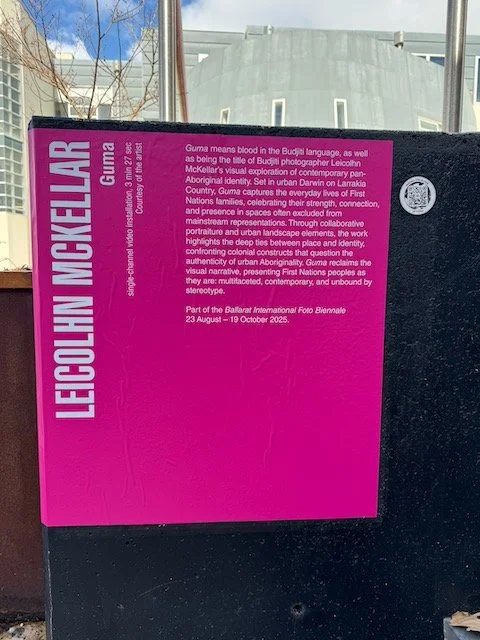 LEICOLHN MCKELLAR
Guma
single-channel video installation, 3 min 27 sec
Courtesy of the artist
Guma means blood in the Budjiti language, as well
as being the title of Budjiti photographer Leicolhn
McKellar's visual exploration of contemporary pan-
Aboriginal identity. Set in urban Darwin on Larrakia
Country, Guma captures the everyday lives of First
Nations families, celebrating their strength, connection,
and presence in spaces often excluded from
mainstream representations. Through collaborative
portraiture and urban landscape elements, the work
highlights the deep ties between place and identity,
confronting colonial constructs that question the
authenticity of urban Aboriginality. Guma reclaims the
visual narrative, presenting First Nations peoples as
they are: multifaceted, contemporary, and unbound by
stereotype.
Part of the Ballarat International Foto Biennale
23 August – 19 October 2025.